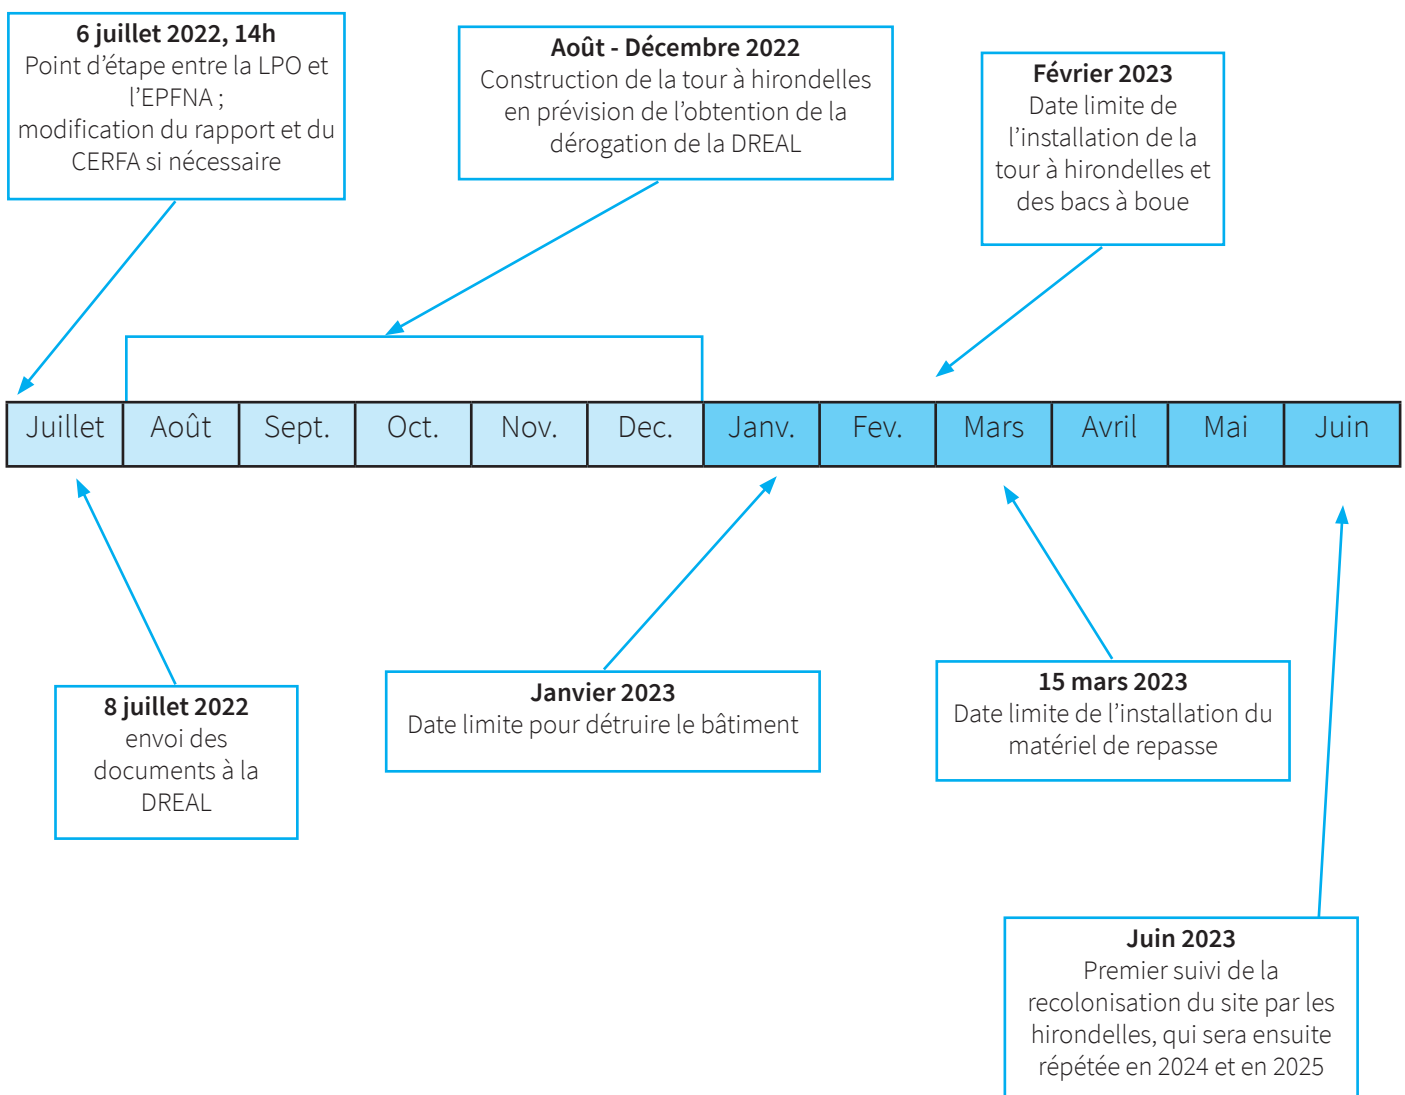 6 juillet 2022, 14h
Point d’étape entre la LPO et
l’EPFNA ;
modification du rapport et du
CERFA si nécessaire
Août - Décembre 2022
Construction de la tour à hirondelles
en prévision de l’obtention de la
dérogation de la DREAL
Février 2023
Date limite de
l’installation de la
tour à hirondelles et
des bacs à boue
Juillet Août Sept. Oct. Nov. Dec. Janv. Fev. Mars Avril Mai Juin
8 juillet 2022
envoi des
documents à la
DREAL
Janvier 2023
Date limite pour détruire le bâtiment
15 mars 2023
Date limite de l’installation du
matériel de repasse
Juin 2023
Premier suivi de la
recolonisation du site par les
hirondelles, qui sera ensuite
répétée en 2024 et en 2025